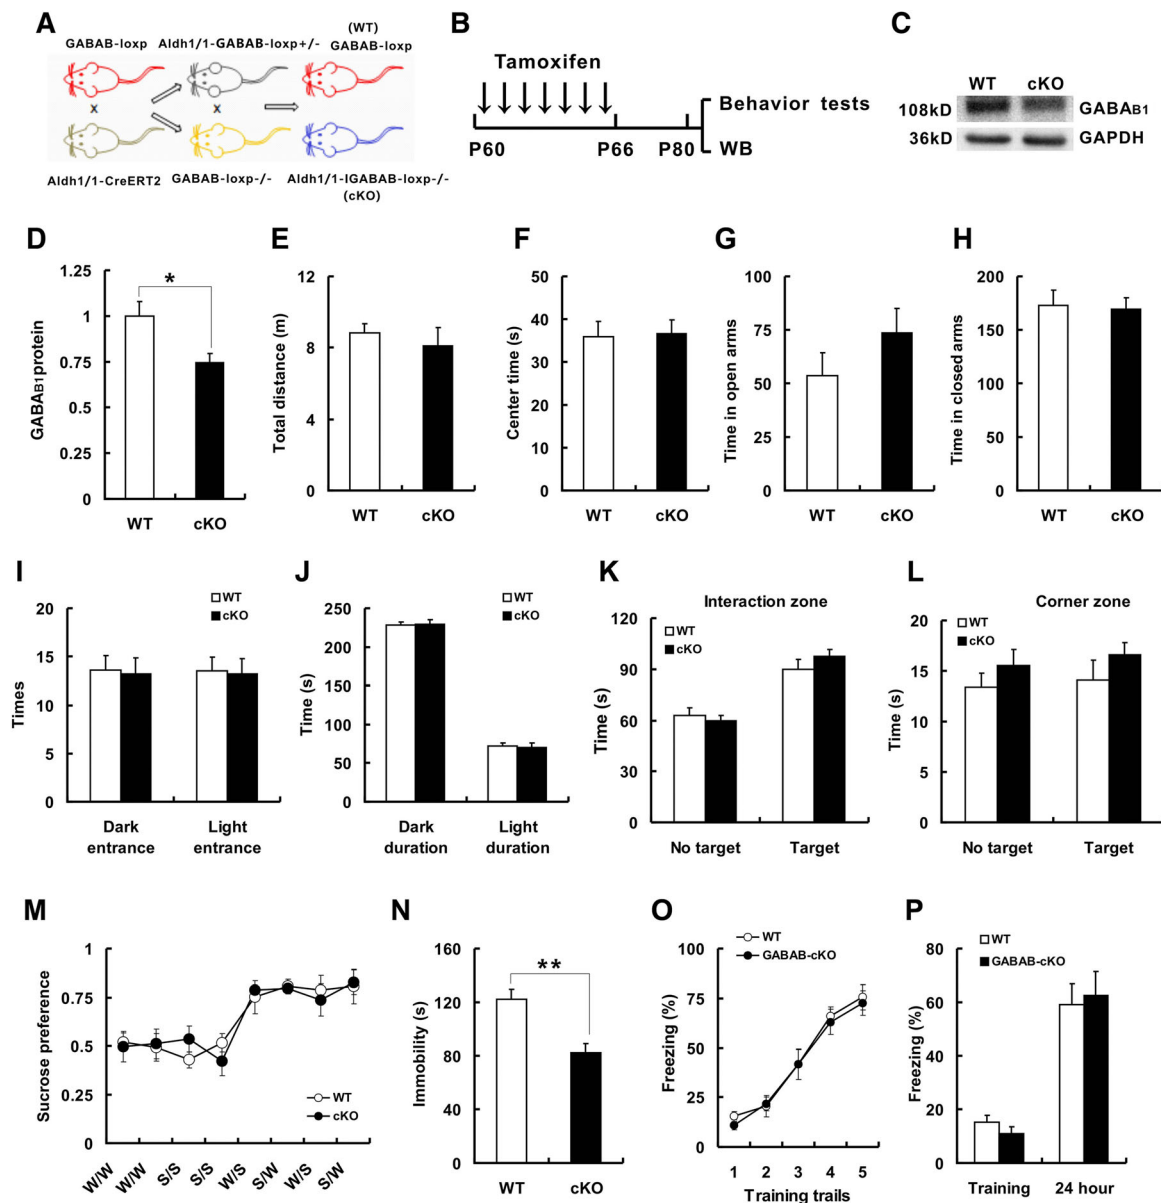 A
(WT)
GABAB-loxp Aldh1/1-GABAB-loxp+/- GABAB-loxp
x x
Aldh1/1-CreERT2 GABAB-loxp-/- Aldh1/1-IGABAB-loxp-/-
(cKO)
B
Tamoxifen
Behavior tests
P60 P66 P80 WB
C
WT cKO
108kD GABAB1
36kD GAPDH
D
1.25
*
1
0.75
0.5
0.25
0
GABAB1protein
WT cKO
E
12
8
4
0
Total distance (m)
WT cKO
F
50
40
30
20
10
0
Center time (s)
WT cKO
G
100
75
50
25
0
Time in open arms
WT cKO
H
200
150
100
50
0
Time in closed arms
WT cKO
I
WT
cKO
20
15
10
5
0
Times
Dark Light
entrance entrance
J
WT
cKO
250
200
150
100
50
0
Time (s)
Dark Light
duration duration
K
Interaction zone
WT
cKO
120
90
60
30
0
Time (s)
No target Target
L
Corner zone
WT
cKO
20
15
10
5
0
Time (s)
No target Target
M
1
0.75
0.5
0.25
0
Sucrose preference
WT
cKO
W/W W/W S/S S/S W/S S/W W/S S/W
N
160
**
120
80
40
0
Immobility (s)
WT cKO
O
WT
GABAB-cKO
100
75
50
25
0
Freezing (%)
1 2 3 4 5
Training trails
P
WT
GABAB-cKO
80
60
40
20
0
Freezing (%)
Training 24 hour